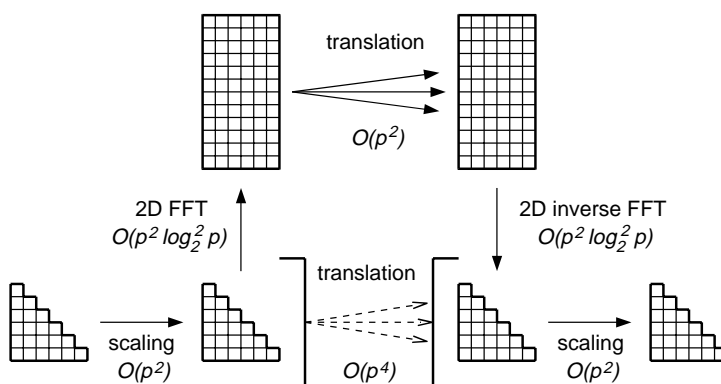 translation
O(p²)
2D FFT
O(p² log₂² p)
2D inverse FFT
O(p² log₂² p)
translation
scaling
O(p²)
O(p⁴)
scaling
O(p²)